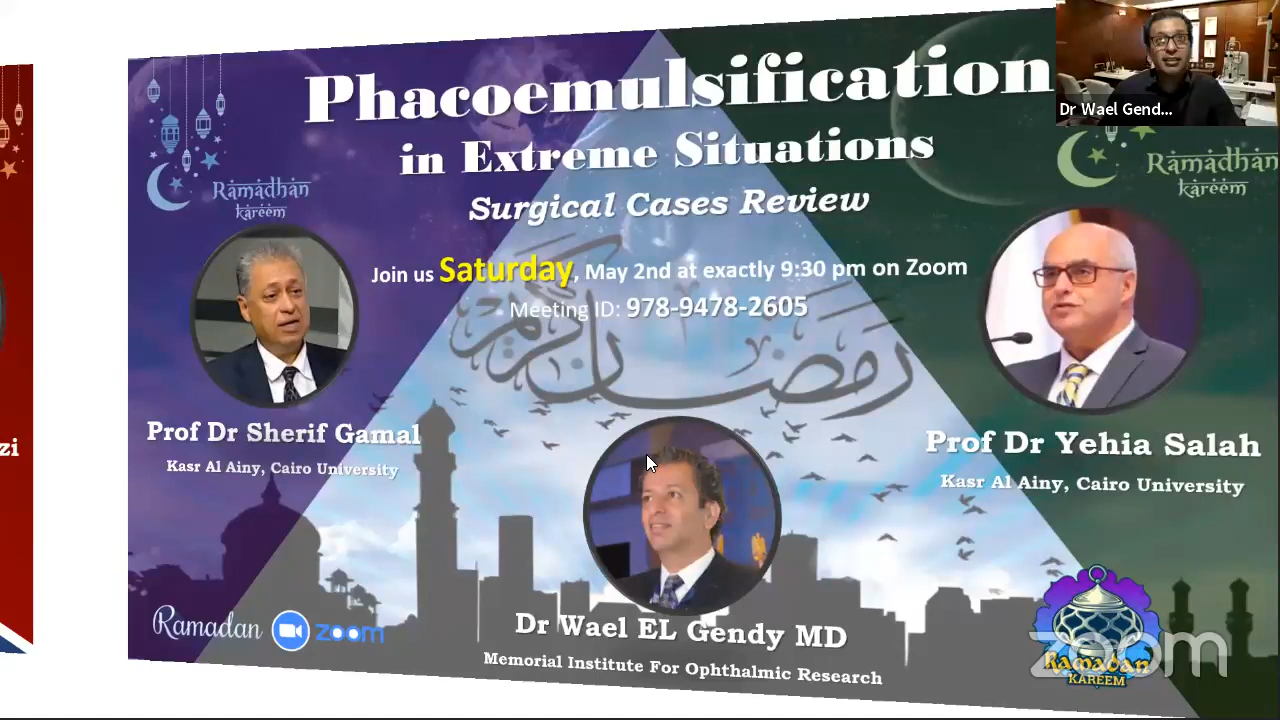 Phacoemulsification
in Extreme Situations
Surgical Cases Review
Dr Wael Gend...
Ramadhan
kareem
Ramadhan
kareem
Join us Saturday, May 2nd at exactly 9:30 pm on Zoom
Meeting ID: 978-9478-2605
رمضان كريم
zi
Prof Dr Sherif Gamal
Kasr Al Ainy, Cairo University
Prof Dr Yehia Salah
Kasr Al Ainy, Cairo University
Dr Wael EL Gendy MD
Memorial Institute For Ophthalmic Research
Ramadan
zoom
zoom
Ramadan
KAREEM